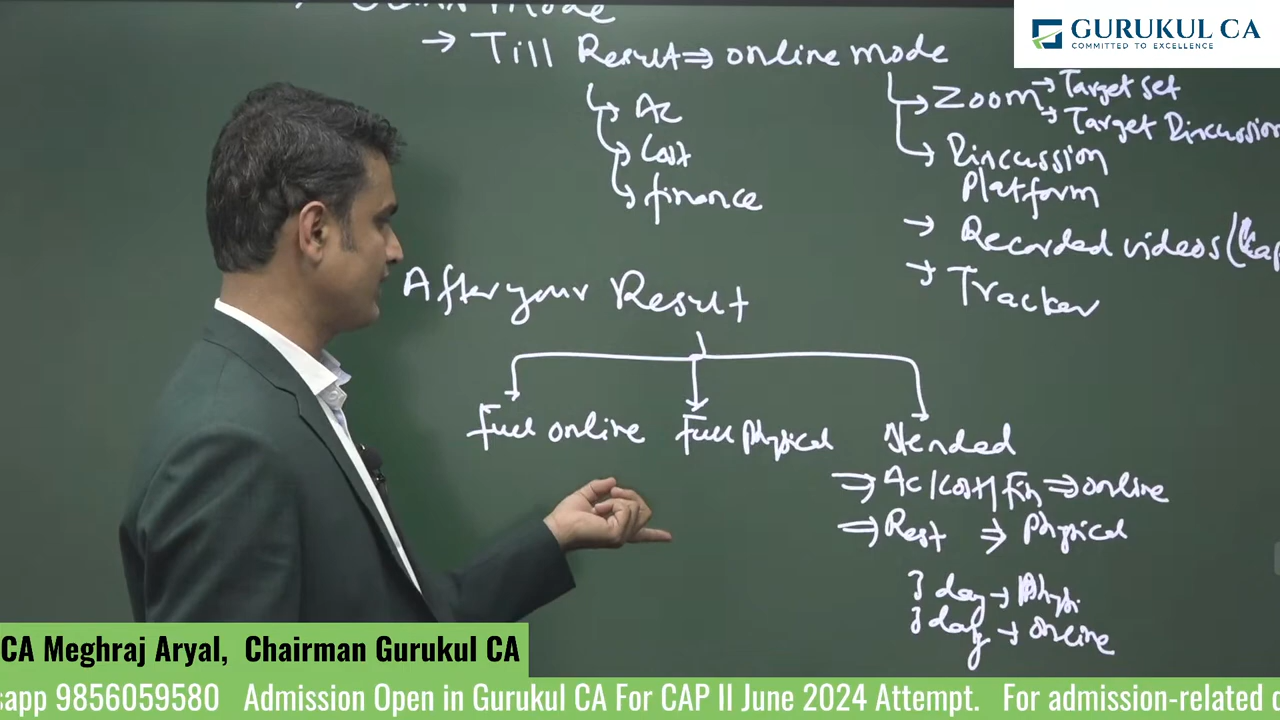 Mode
→ Till Result ⇒ online mode
→ Ac
→ Cost
→ finance
→ Zoom → Target set
→ Target Discussion
→ Discussion
Platform
→ Recorded videos (
→ Tracker
After your Result
Full online
Full physical
⇒ Ac/Cost/Fin ⇒ online
⇒ Rest ⇒ Physical
3 day → Physi
3 day → online
GURUKUL CA
COMMITTED TO EXCELLENCE
CA Meghraj Aryal, Chairman Gurukul CA
sapp 9856059580 Admission Open in Gurukul CA For CAP II June 2024 Attempt. For admission-related